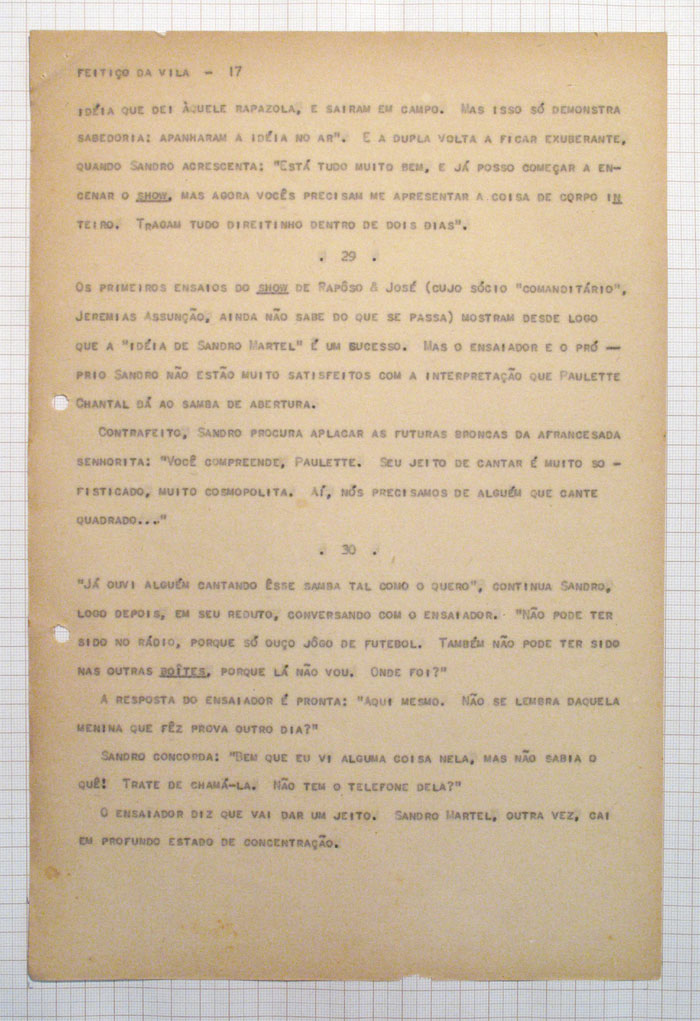 FEITIÇO DA VILA - 17
IDÉIA QUE DEI ÀQUELE RAPAZOLA, E SAIRAM EM CAMPO. MAS ISSO SÓ DEMONSTRA
SABEDORIA: APANHARAM A IDÉIA NO AR". E A DUPLA VOLTA A FICAR EXUBERANTE,
QUANDO SANDRO ACRESCENTA: "ESTÁ TUDO MUITO BEM, E JÁ POSSO COMEÇAR A EN-
CENAR O SHOW, MAS AGORA VOCÊS PRECISAM ME APRESENTAR A COISA DE CORPO IN
TEIRO. TRAGAM TUDO DIREITINHO DENTRO DE DOIS DIAS".
. 29 .
OS PRIMEIROS ENSAIOS DO SHOW DE RAPÔSO & JOSÉ (CUJO SÓCIO "COMANDITÁRIO",
JEREMIAS ASSUNÇÃO, AINDA NÃO SABE DO QUE SE PASSA) MOSTRAM DESDE LOGO
QUE A "IDÉIA DE SANDRO MARTEL" É UM SUCESSO. MAS O ENSAIADOR E O PRÓ -
PRIO SANDRO NÃO ESTÃO MUITO SATISFEITOS COM A INTERPRETAÇÃO QUE PAULETTE
CHANTAL DÁ AO SAMBA DE ABERTURA.
CONTRAFEITO, SANDRO PROCURA APLACAR AS FUTURAS BRONCAS DA AFRANCESADA
SENHORITA: "VOCÊ COMPREENDE, PAULETTE. SEU JEITO DE CANTAR É MUITO SO -
FISTICADO, MUITO COSMOPOLITA. AÍ, NÓS PRECISAMOS DE ALGUÉM QUE CANTE
QUADRADO..."
. 30 .
"JÁ OUVI ALGUÉM CANTANDO ÊSSE SAMBA TAL COMO O QUERO", CONTINUA SANDRO,
LOGO DEPOIS, EM SEU REDUTO, CONVERSANDO COM O ENSAIADOR. "NÃO PODE TER
SIDO NO RÁDIO, PORQUE SÓ OUÇO JÔGO DE FUTEBOL. TAMBÉM NÃO PODE TER SIDO
NAS OUTRAS BOÎTES, PORQUE LÁ NÃO VOU. ONDE FOI?"
A RESPOSTA DO ENSAIADOR É PRONTA: "AQUI MESMO. NÃO SE LEMBRA DAQUELA
MENINA QUE FÊZ PROVA OUTRO DIA?"
SANDRO CONCORDA: "BEM QUE EU VI ALGUMA COISA NELA, MAS NÃO SABIA O
QUÊ! TRATE DE CHAMÁ-LA. NÃO TEM O TELEFONE DELA?"
O ENSAIADOR DIZ QUE VAI DAR UM JEITO. SANDRO MARTEL, OUTRA VEZ, CAI
EM PROFUNDO ESTADO DE CONCENTRAÇÃO.